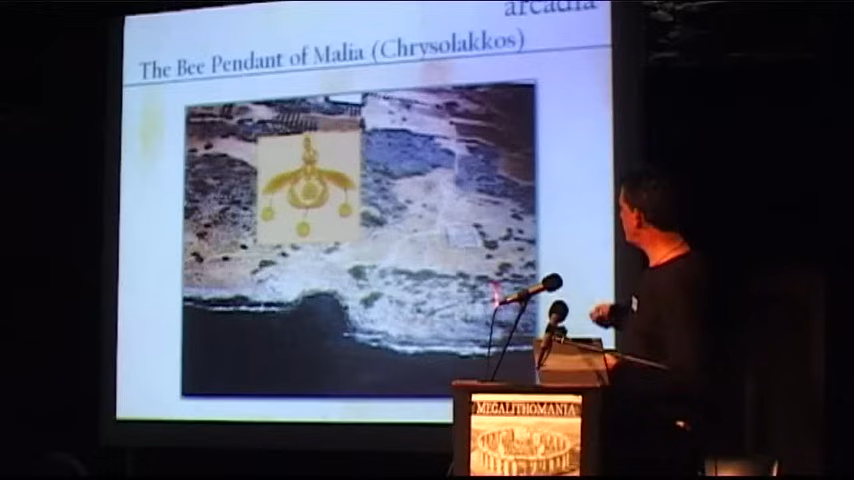 arcadia
The Bee Pendant of Malia (Chrysolakkos)
MEGALITHOMANIA